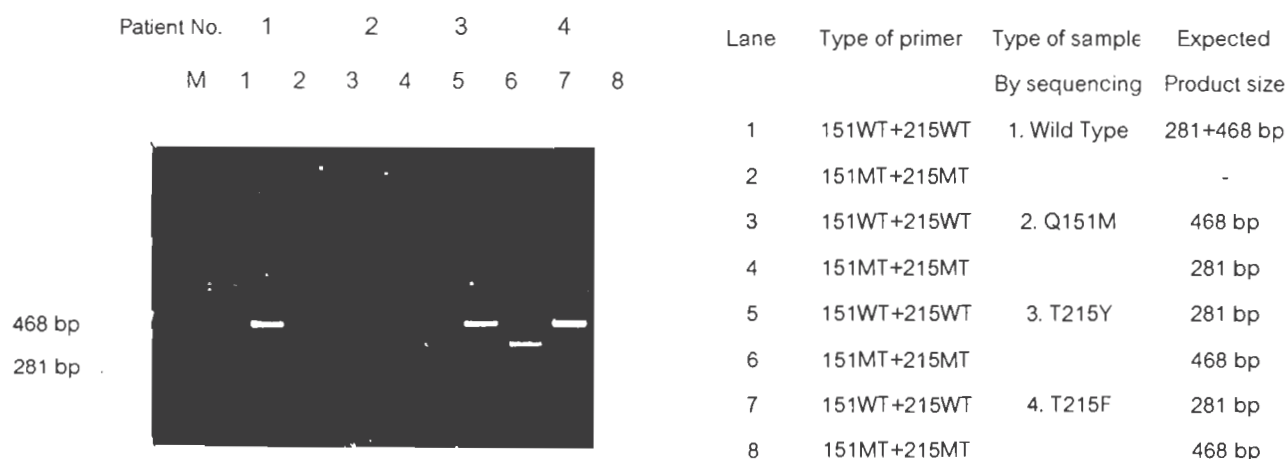 Patient No. 1 2 3 4
M 1 2 3 4 5 6 7 8
468 bp
281 bp
Lane Type of primer Type of sample Expected
By sequencing Product size
1 151WT+215WT 1. Wild Type 281+468 bp
2 151MT+215MT -
3 151WT+215WT 2. Q151M 468 bp
4 151MT+215MT 281 bp
5 151WT+215WT 3. T215Y 281 bp
6 151MT+215MT 468 bp
7 151WT+215WT 4. T215F 281 bp
8 151MT+215MT 468 bp